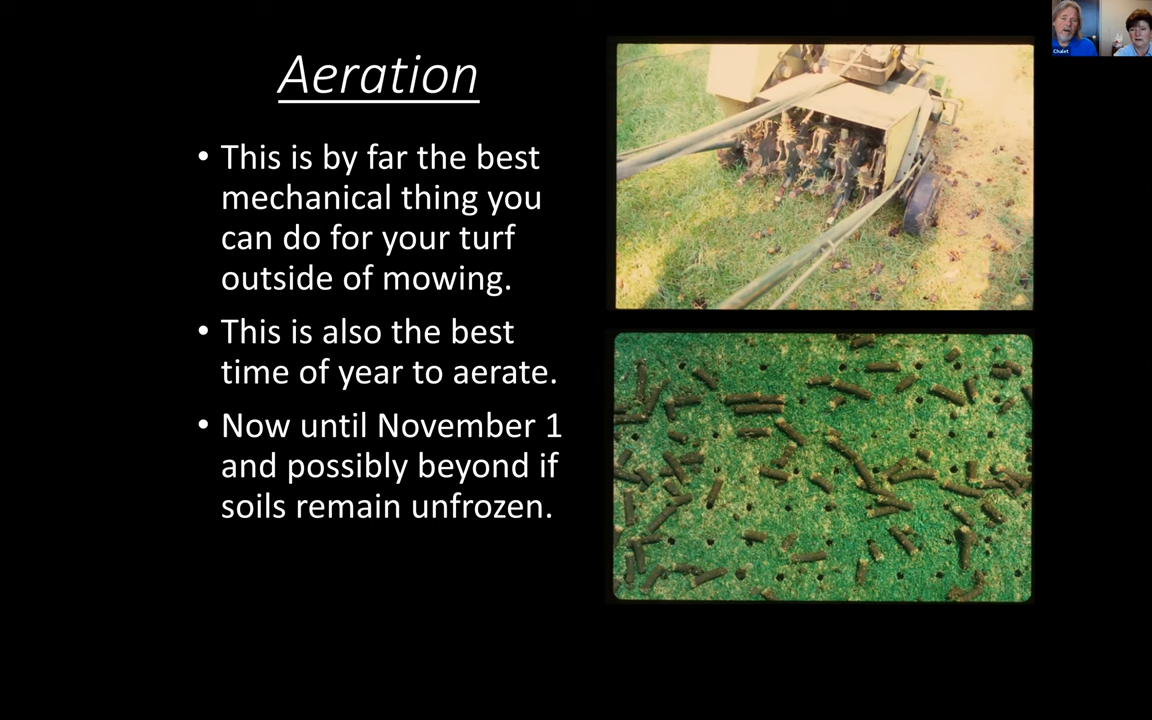 Aeration
• This is by far the best
mechanical thing you
can do for your turf
outside of mowing.
• This is also the best
time of year to aerate.
• Now until November 1
and possibly beyond if
soils remain unfrozen.
Chalet